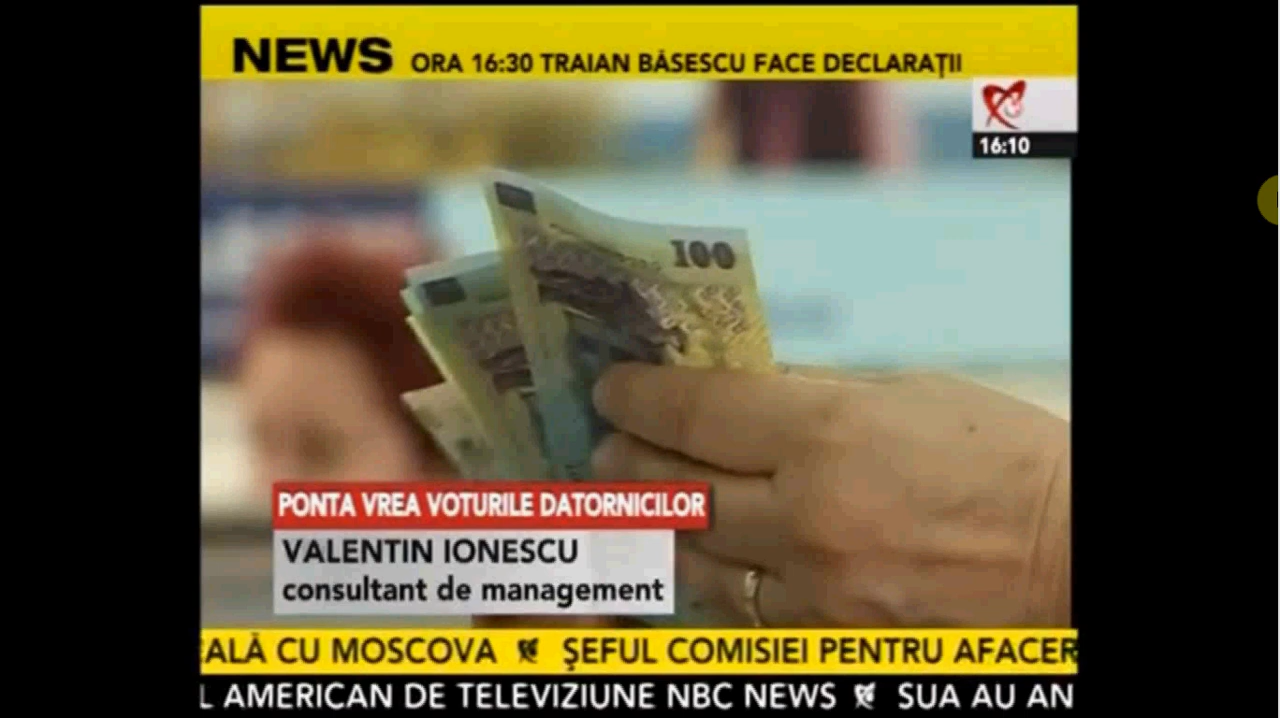 NEWS ORA 16:30 TRAIAN BĂSESCU FACE DECLARAȚII
16:10
100
PONTA VREA VOTURILE DATORNICILOR
VALENTIN IONESCU
consultant de management
EALĂ CU MOSCOVA ŞEFUL COMISIEI PENTRU AFACER
L AMERICAN DE TELEVIZIUNE NBC NEWS SUA AU AN